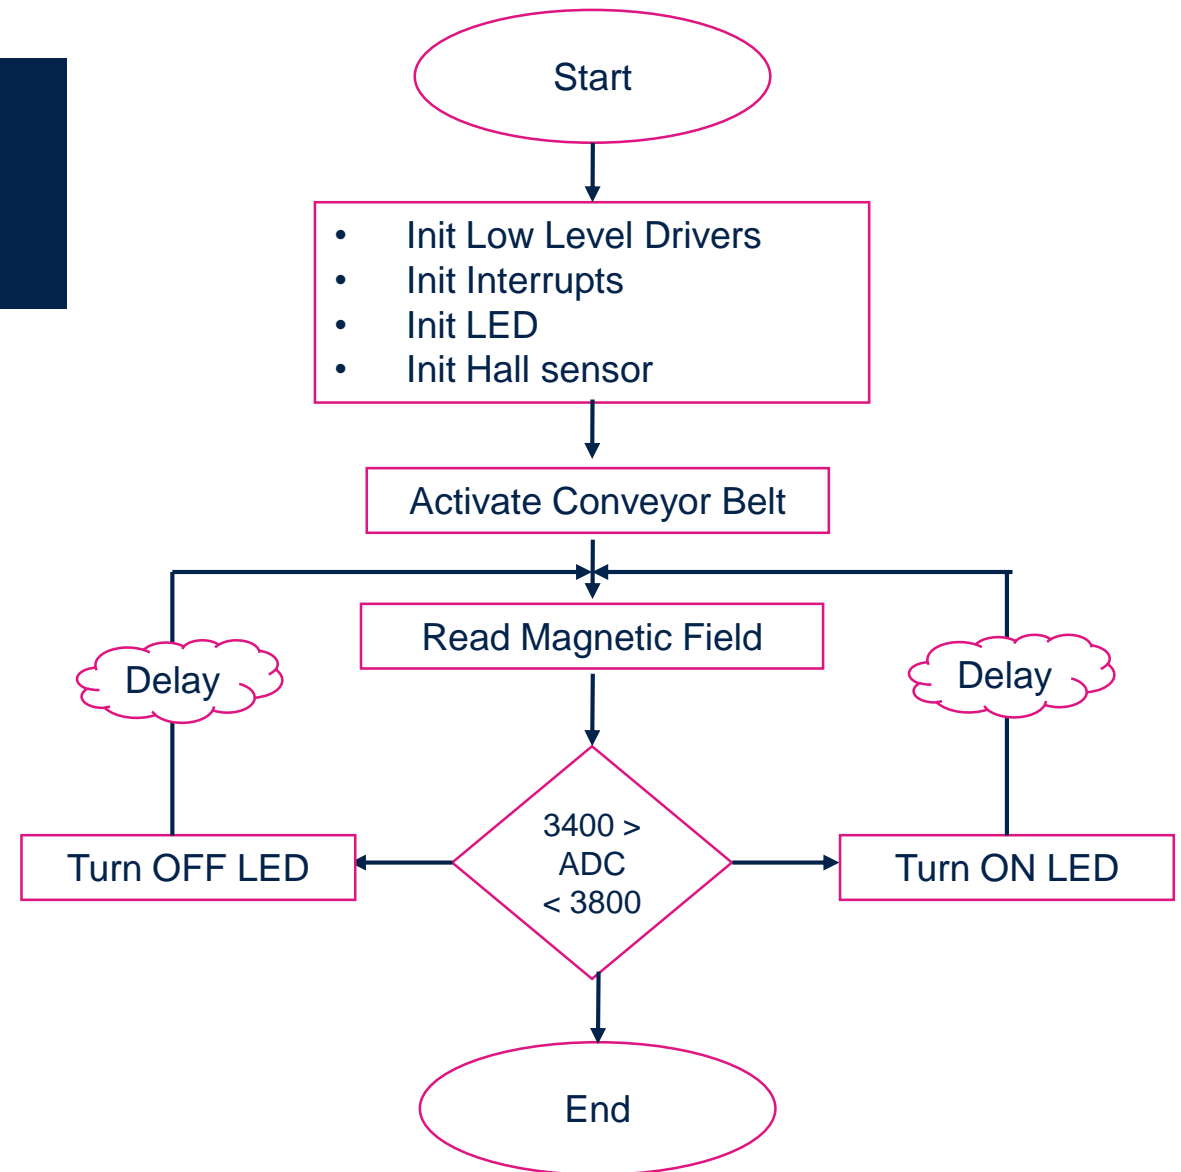 Start
• Init Low Level Drivers
• Init Interrupts
• Init LED
• Init Hall sensor
Activate Conveyor Belt
Read Magnetic Field
Delay
Delay
3400 >
ADC
< 3800
Turn OFF LED
Turn ON LED
End